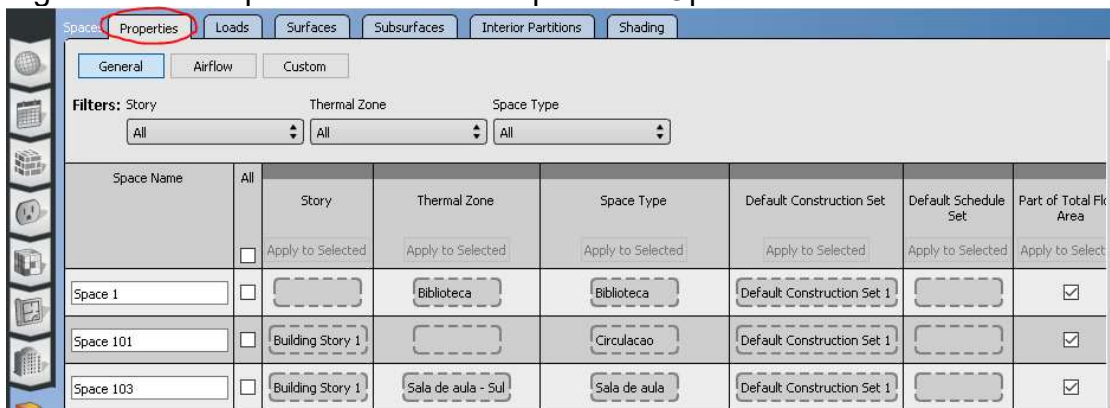 Spaces Properties Loads Surfaces Subsurfaces Interior Partitions Shading
General Airflow Custom
Filters: Story Thermal Zone Space Type
All All All
Space Name All Story Thermal Zone Space Type Default Construction Set Default Schedule Set Part of Total Area
Apply to Selected Apply to Selected Apply to Selected Apply to Selected Apply to Selected Apply to
Space 1 Biblioteca Biblioteca Default Construction Set 1
Space 101 Building Story 1 Circulacao Default Construction Set 1
Space 103 Building Story 1 Sala de aula - Sul Sala de aula Default Construction Set 1